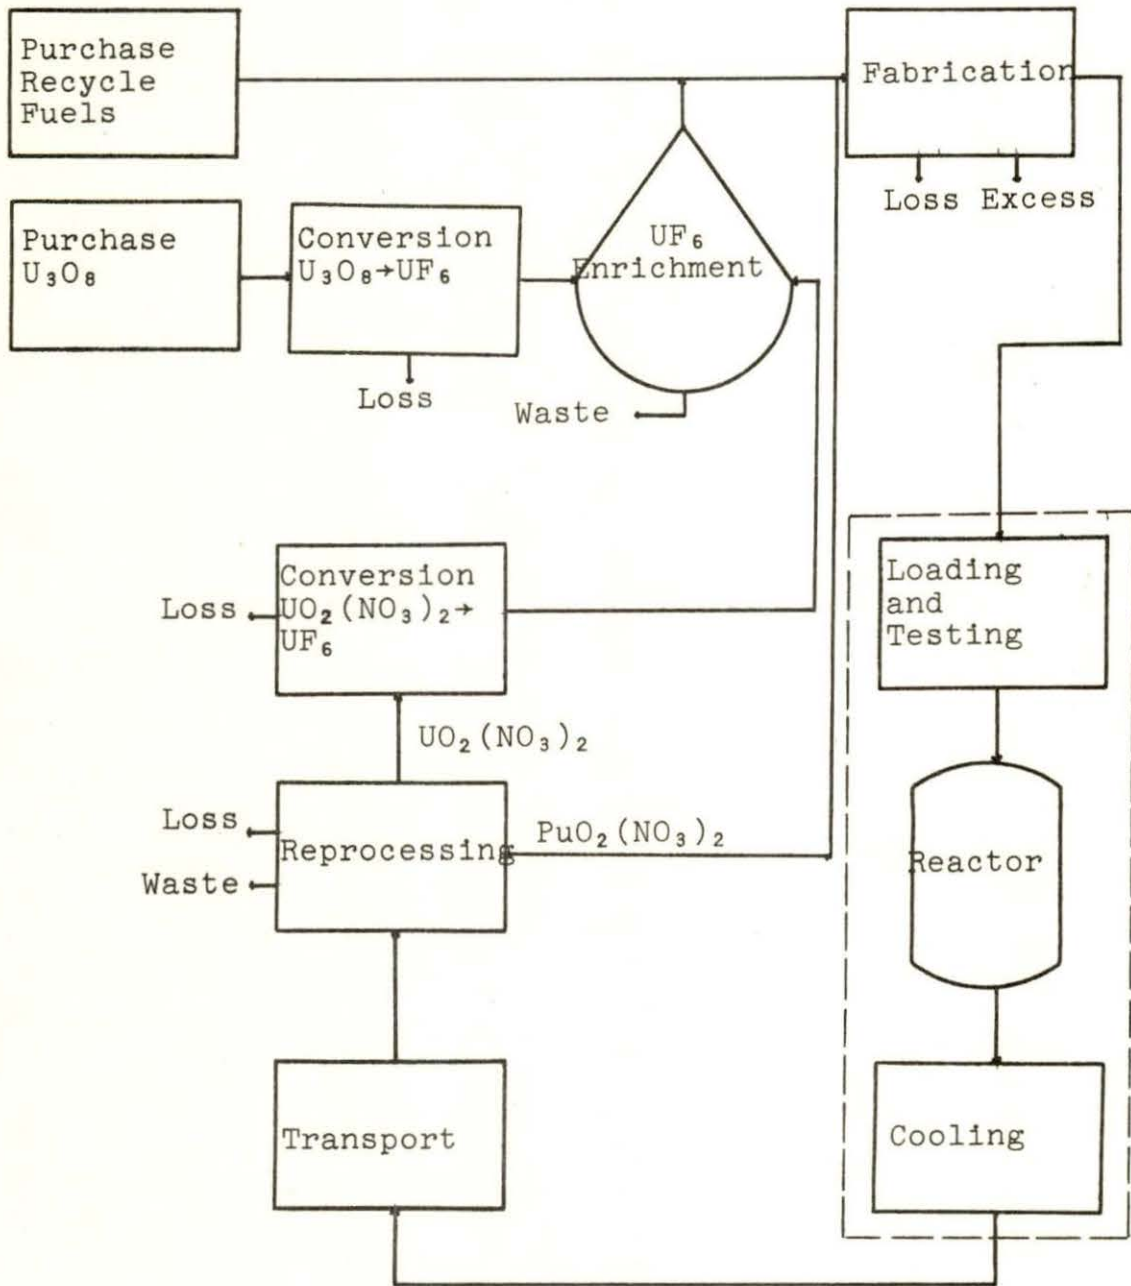 Purchase
Recycle
Fuels
Fabrication
Loss Excess
Purchase
U₃O₈
Conversion
U₃O₈→UF₆
UF₆
Enrichment
Loss
Waste
Loading
and
Testing
Conversion
UO₂(NO₃)₂→
UF₆
Loss
UO₂(NO₃)₂
Loss
Waste
Reprocessing
PuO₂(NO₃)₂
Reactor
Transport
Cooling